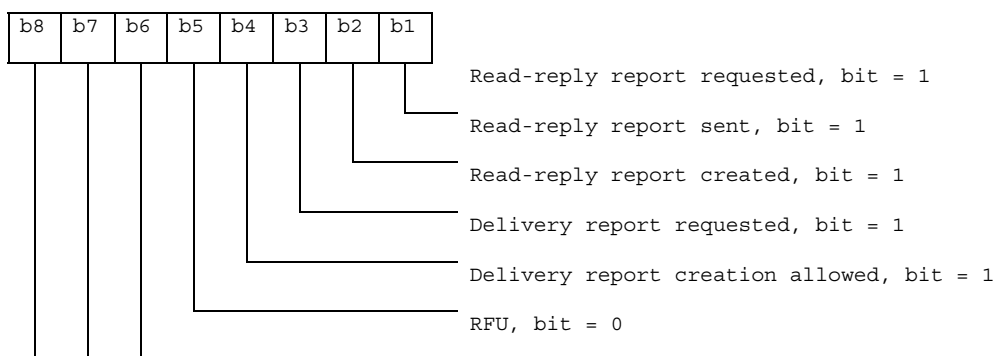 b8 b7 b6 b5 b4 b3 b2 b1
Read-reply report requested, bit = 1
Read-reply report sent, bit = 1
Read-reply report created, bit = 1
Delivery report requested, bit = 1
Delivery report creation allowed, bit = 1
RFU, bit = 0